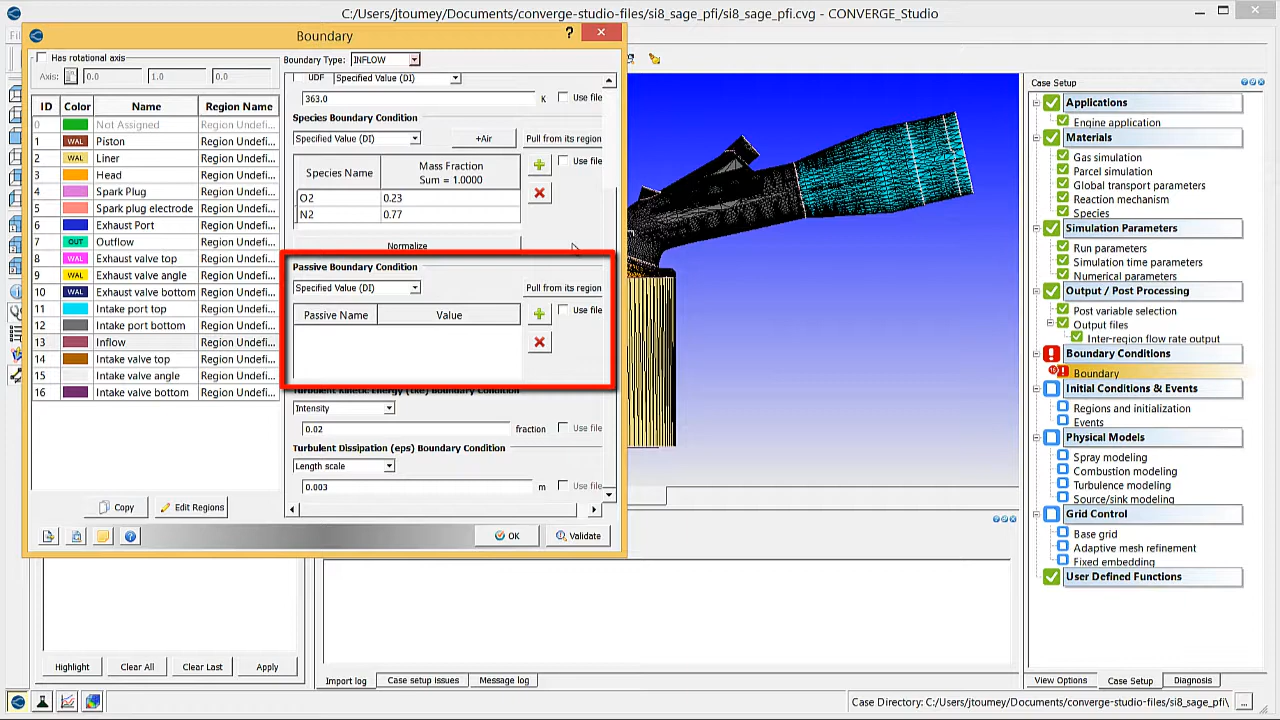 C:/Users/jtoumey/Documents/converge-studio-files/si8_sage_pfi/si8_sage_pfi.cvg - CONVERGE_Studio
Boundary
Has rotational axis
Axis: 0.0 1.0 0.0
ID Color Name Region Name
0 Not Assigned Region Undefi...
1 WAL Piston Region Undefi...
2 WAL Liner Region Undefi...
3 Head Region Undefi...
4 Spark Plug Region Undefi...
5 Spark plug electrode Region Undefi...
6 Exhaust Port Region Undefi...
7 OUT Outflow Region Undefi...
8 WAL Exhaust valve top Region Undefi...
9 WAL Exhaust valve angle Region Undefi...
10 WAL Exhaust valve bottom Region Undefi...
11 Intake port top Region Undefi...
12 Intake port bottom Region Undefi...
13 Inflow Region Undefi...
14 Intake valve top Region Undefi...
15 Intake valve angle Region Undefi...
16 Intake valve bottom Region Undefi...
Copy
Edit Regions
Boundary Type: INFLOW
UDF Specified Value (DI)
363.0 K Use file
Species Boundary Condition
Specified Value (DI) +Air Pull from its region
Species Name Mass Fraction
Sum = 1.0000
Use file
O2 0.23
N2 0.77
Normalize
Passive Boundary Condition
Specified Value (DI) Pull from its region
Passive Name Value Use file
Turbulent Kinetic Energy (tke) Boundary Condition
Intensity
0.02 fraction Use file
Turbulent Dissipation (eps) Boundary Condition
Length scale
0.003 m Use file
OK
Validate
Highlight
Clear All
Clear Last
Apply
Import log
Case setup issues
Message log
Case Setup
Applications
Engine application
Materials
Gas simulation
Parcel simulation
Global transport parameters
Reaction mechanism
Species
Simulation Parameters
Run parameters
Simulation time parameters
Numerical parameters
Output / Post Processing
Post variable selection
Output files
Inter-region flow rate output
Boundary Conditions
Boundary
Initial Conditions & Events
Regions and initialization
Events
Physical Models
Spray modeling
Combustion modeling
Turbulence modeling
Source/sink modeling
Grid Control
Base grid
Adaptive mesh refinement
Fixed embedding
User Defined Functions
View Options
Case Setup
Diagnosis
Case Directory: C:/Users/jtoumey/Documents/converge-studio-files/si8_sage_pfi\ ...